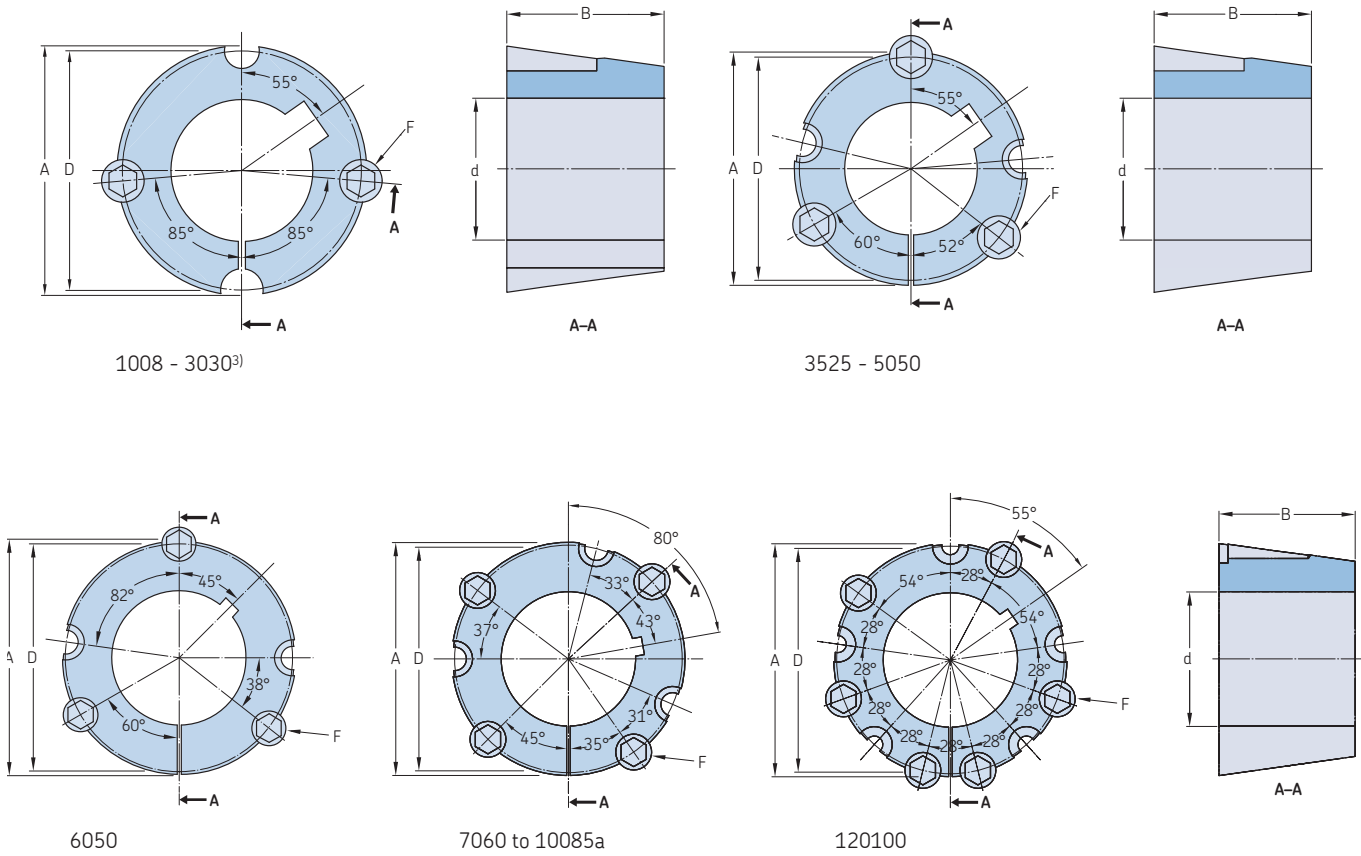 A
D
55°
85°
85°
F
A
A
B
d
A–A
1008 - 3030³⁾
A
A
D
55°
60°
52°
F
A
B
d
A–A
3525 - 5050
A
A
D
82°
45°
38°
60°
F
A
6050
A
D
80°
33°
43°
37°
31°
45°
35°
A
F
A
7060 to 10085a
A
D
55°
A
54°
28°
54°
28°
28°
28°
28°
28°
28°
28°
28°
F
A
120100
B
d
A–A